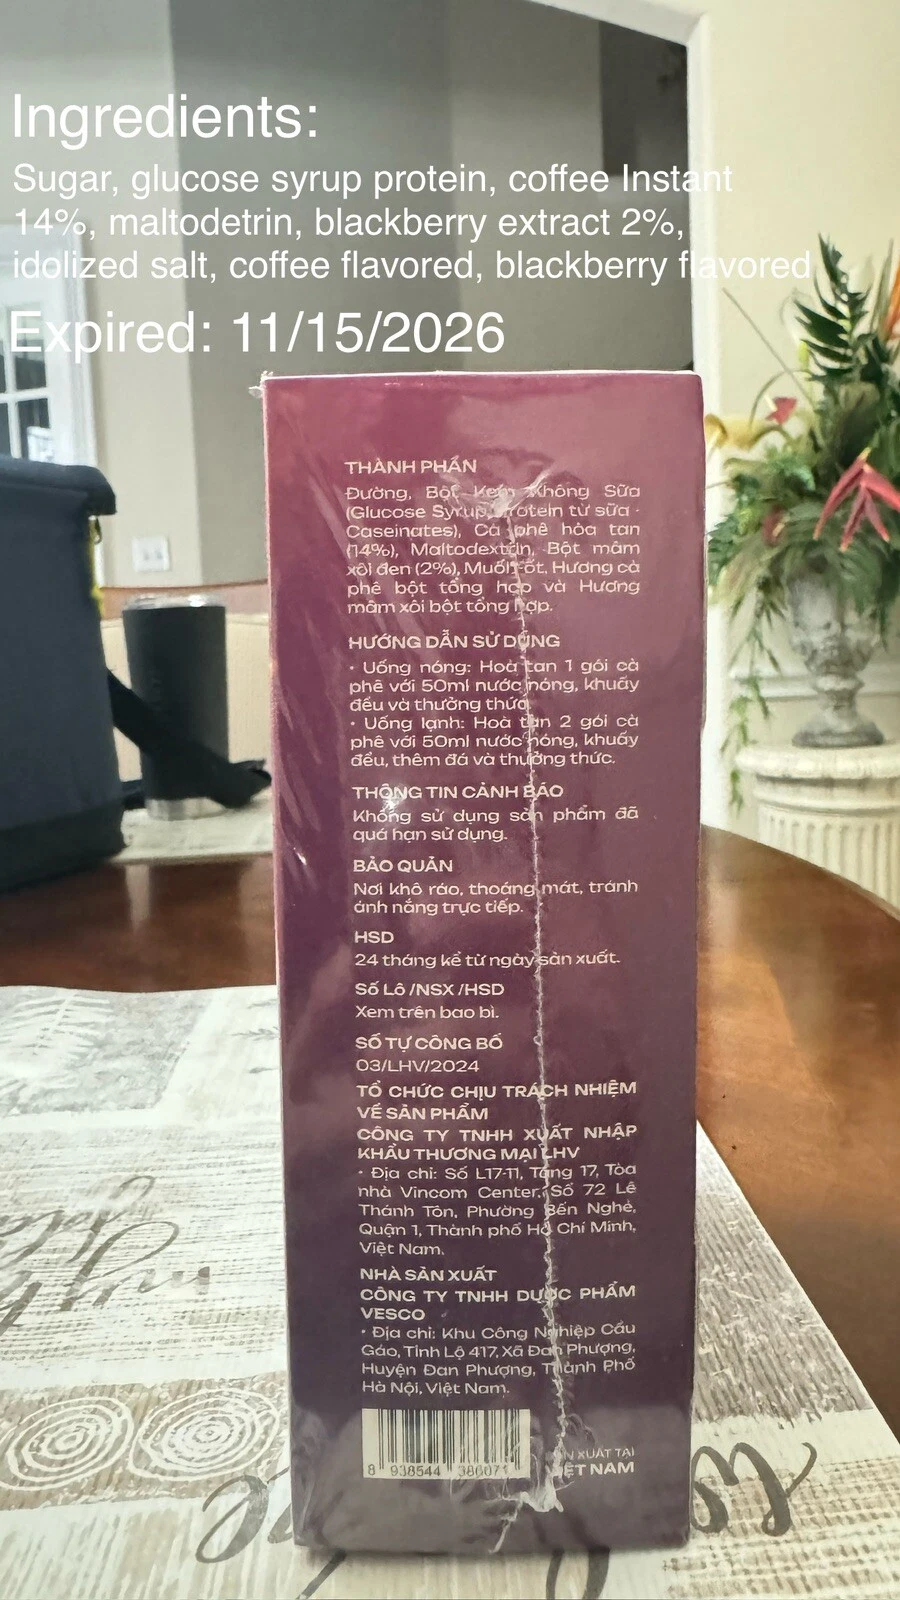 Ingredients:
Sugar, glucose syrup protein, coffee Instant
14%, maltodetrin, blackberry extract 2%,
idolized salt, coffee flavored, blackberry flavored
Expired: 11/15/2026
THÀNH PHẦN
Đường, Bột Kem Không Sữa
(Glucose Syrup, Protein từ sữa -
Caseinates), Cà phê hòa tan
(14%), Maltodextrin, Bột mâm
xôi đen (2%), Muối I-ốt, Hương cà
phê bột tổng hợp và Hương
mâm xôi bột tổng hợp.
HƯỚNG DẪN SỬ DỤNG
• Uống nóng: Hoà tan 1 gói cà
phê với 50ml nước nóng, khuấy
đều và thưởng thức.
• Uống lạnh: Hoà tan 2 gói cà
phê với 50ml nước nóng, khuấy
đều, thêm đá và thưởng thức.
THÔNG TIN CẢNH BÁO
Không sử dụng sản phẩm đã
quá hạn sử dụng.
BẢO QUẢN
Nơi khô ráo, thoáng mát, tránh
ánh nắng trực tiếp.
HSD
24 tháng kể từ ngày sản xuất.
Số Lô /NSX /HSD
Xem trên bao bì.
SỐ TỰ CÔNG BỐ
03/LHV/2024
TỔ CHỨC CHỊU TRÁCH NHIỆM
VỀ SẢN PHẨM
CÔNG TY TNHH XUẤT NHẬP
KHẨU THƯƠNG MẠI LHV
• Địa chỉ: Số L17-11, Tầng 17, Tòa
nhà Vincom Center, Số 72 Lê
Thánh Tôn, Phường Bến Nghé,
Quận 1, Thành phố Hồ Chí Minh,
Việt Nam.
NHÀ SẢN XUẤT
CÔNG TY TNHH DƯỢC PHẨM
VESCO
• Địa chỉ: Khu Công Nghiệp Cầu
Gáo, Tỉnh Lộ 417, Xã Đan Phượng,
Huyện Đan Phượng, Thành Phố
Hà Nội, Việt Nam.
8 938544 386071
XUẤT TẠI
VIỆT NAM